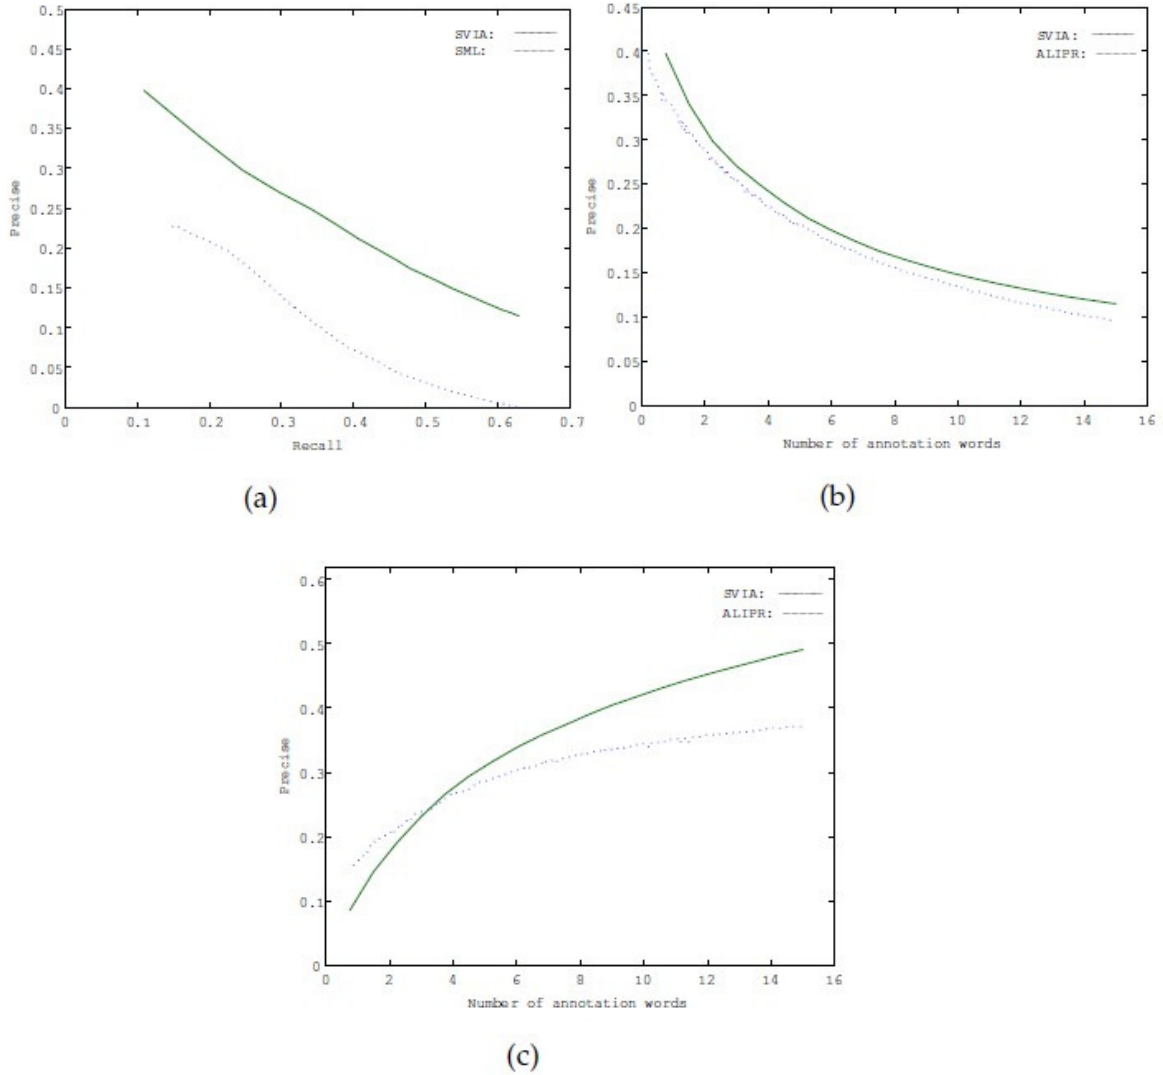 0.5
0.45
0.4
0.35
0.3
0.25
0.2
0.15
0.1
0.05
0
Precise
SVIA:
SML:
0 0.1 0.2 0.3 0.4 0.5 0.6 0.7
Recall
(a)
0.45
0.4
0.35
0.3
0.25
0.2
0.15
0.1
0.05
0
Precise
SVIA:
ALIPR:
0 2 4 6 8 10 12 14 16
Number of annotation words
(b)
0.6
0.5
0.4
0.3
0.2
0.1
0
Precise
SVIA:
ALIPR:
0 2 4 6 8 10 12 14 16
Number of annotation words
(c)